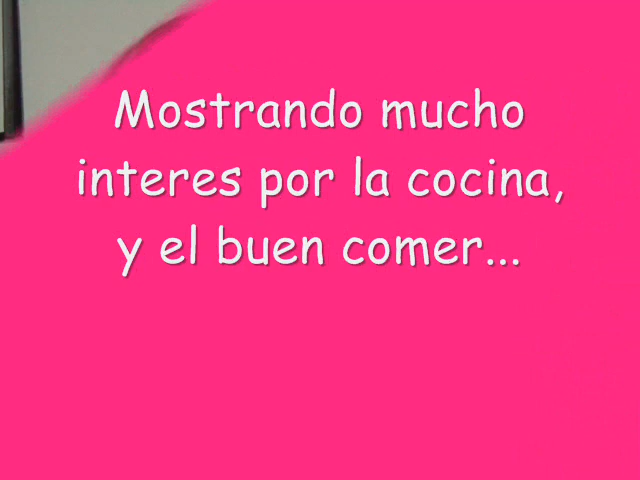 Mostrando mucho
interes por la cocina,
y el buen comer...